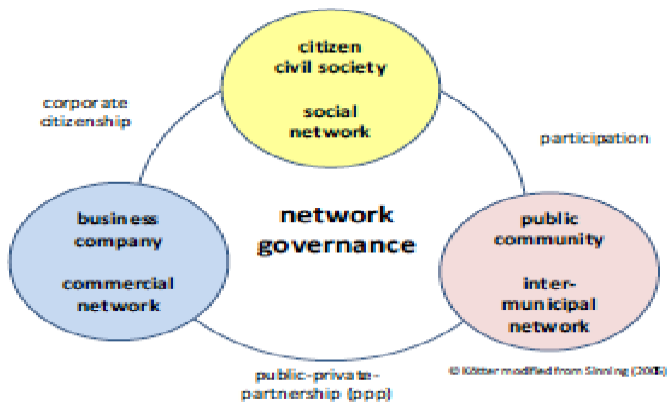 citizen
civil society
social
network
corporate
citizenship
participation
business
company
commercial
network
network
governance
public
community
inter-
municipal
network
public-private-
partnership (ppp)
© Kötter modified from Sinning (2005)